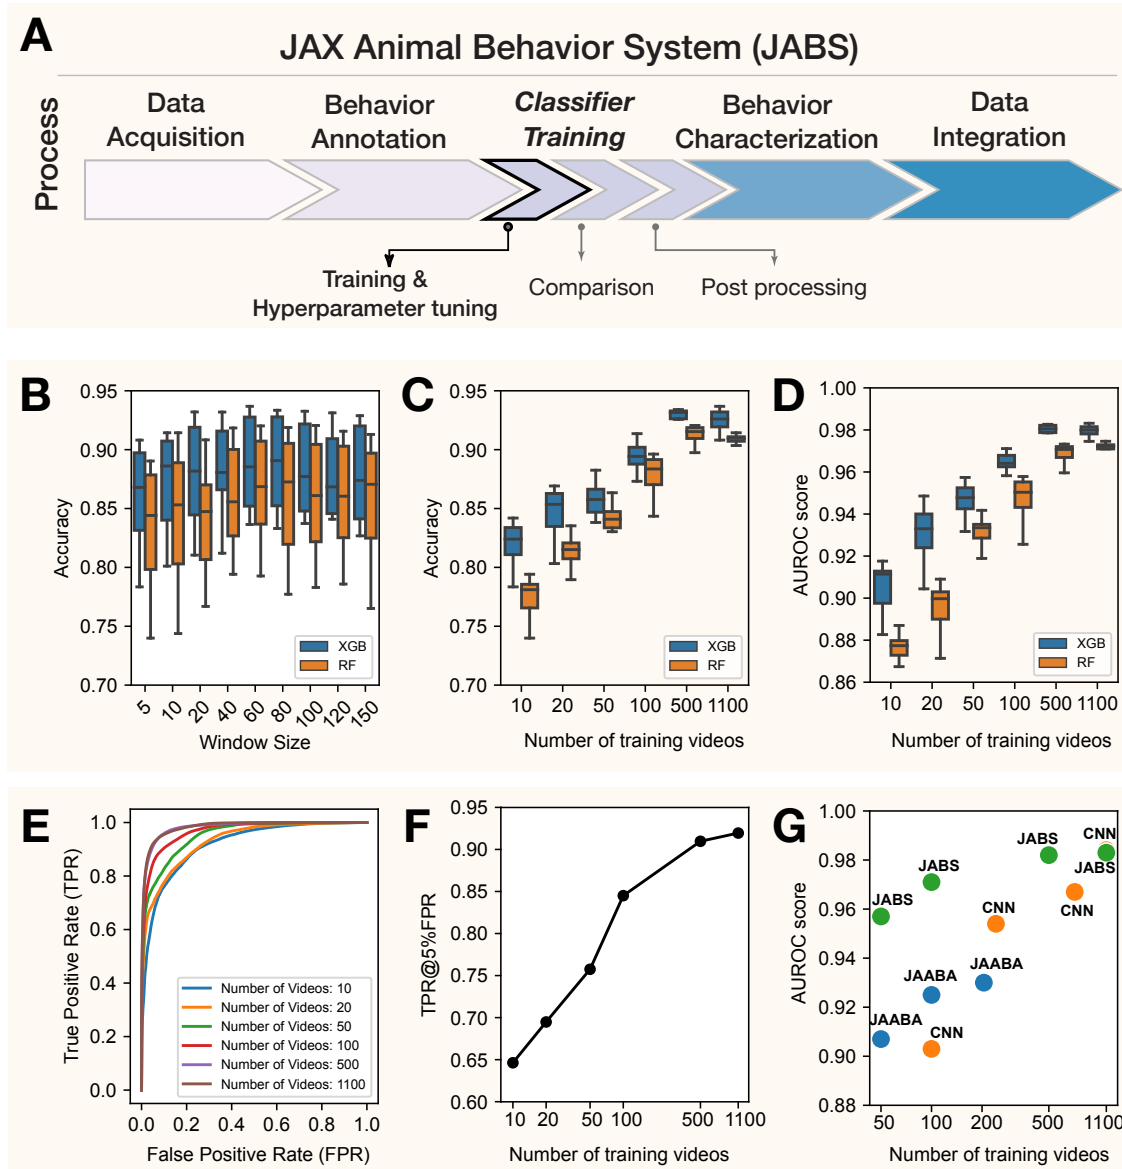 A
JAX Animal Behavior System (JABS)
Process
Data
Acquisition
Behavior
Annotation
Classifier
Training
Behavior
Characterization
Data
Integration
Training &
Hyperparameter tuning
Comparison
Post processing
B
Accuracy
0.95
0.90
0.85
0.80
0.75
0.70
XGB
RF
5
10
20
40
60
80
100
120
150
Window Size
C
Accuracy
0.95
0.90
0.85
0.80
0.75
0.70
XGB
RF
10
20
50
100
500
1100
Number of training videos
D
AUROC score
1.00
0.98
0.96
0.94
0.92
0.90
0.88
0.86
XGB
RF
10
20
50
100
500
1100
Number of training videos
E
True Positive Rate (TPR)
1.0
0.8
0.6
0.4
0.2
0.0
Number of Videos: 10
Number of Videos: 20
Number of Videos: 50
Number of Videos: 100
Number of Videos: 500
Number of Videos: 1100
0.0
0.2
0.4
0.6
0.8
1.0
False Positive Rate (FPR)
F
TPR@5%FPR
0.95
0.90
0.85
0.80
0.75
0.70
0.65
0.60
10
20
50
100
500
1100
Number of training videos
G
AUROC score
1.00
0.98
0.96
0.94
0.92
0.90
0.88
CNN
JABS
JABS
JABS
CNN
JABS
CNN
JAABA
JAABA
JAABA
CNN
50
100
200
500
1100
Number of training videos